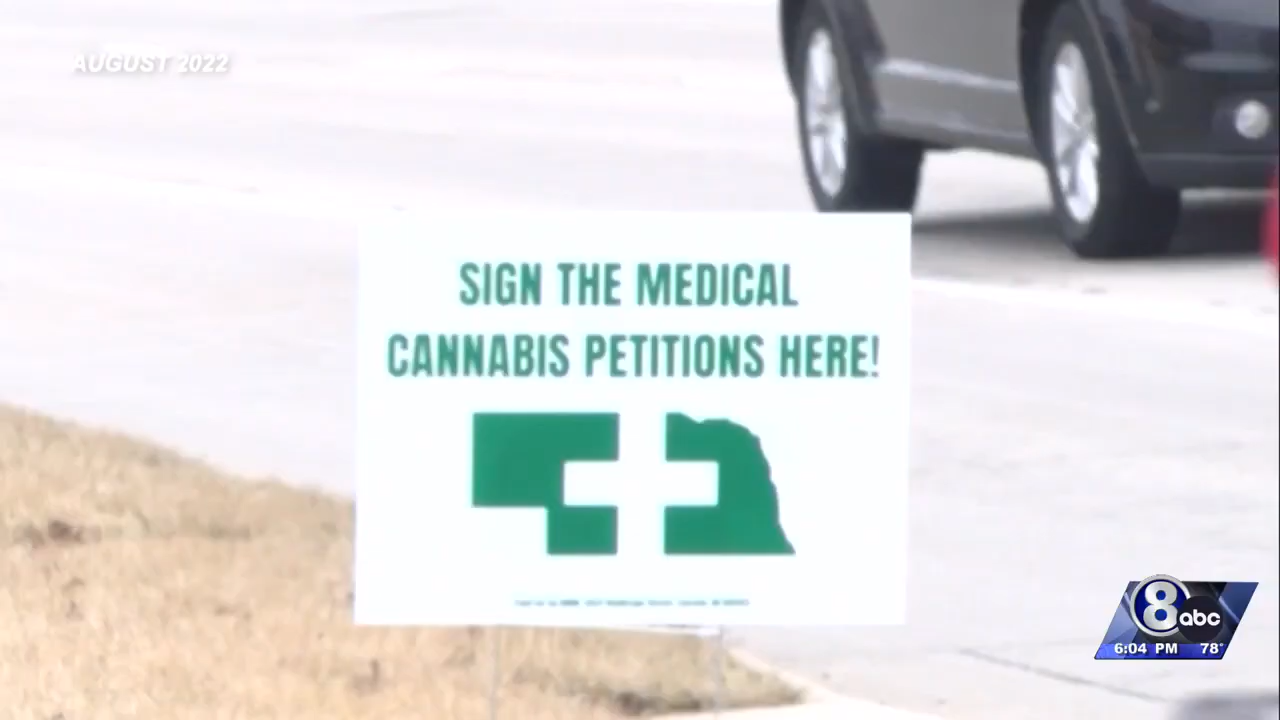 AUGUST 2022
SIGN THE MEDICAL
CANNABIS PETITIONS HERE!
8 abc
6:04 PM 78°